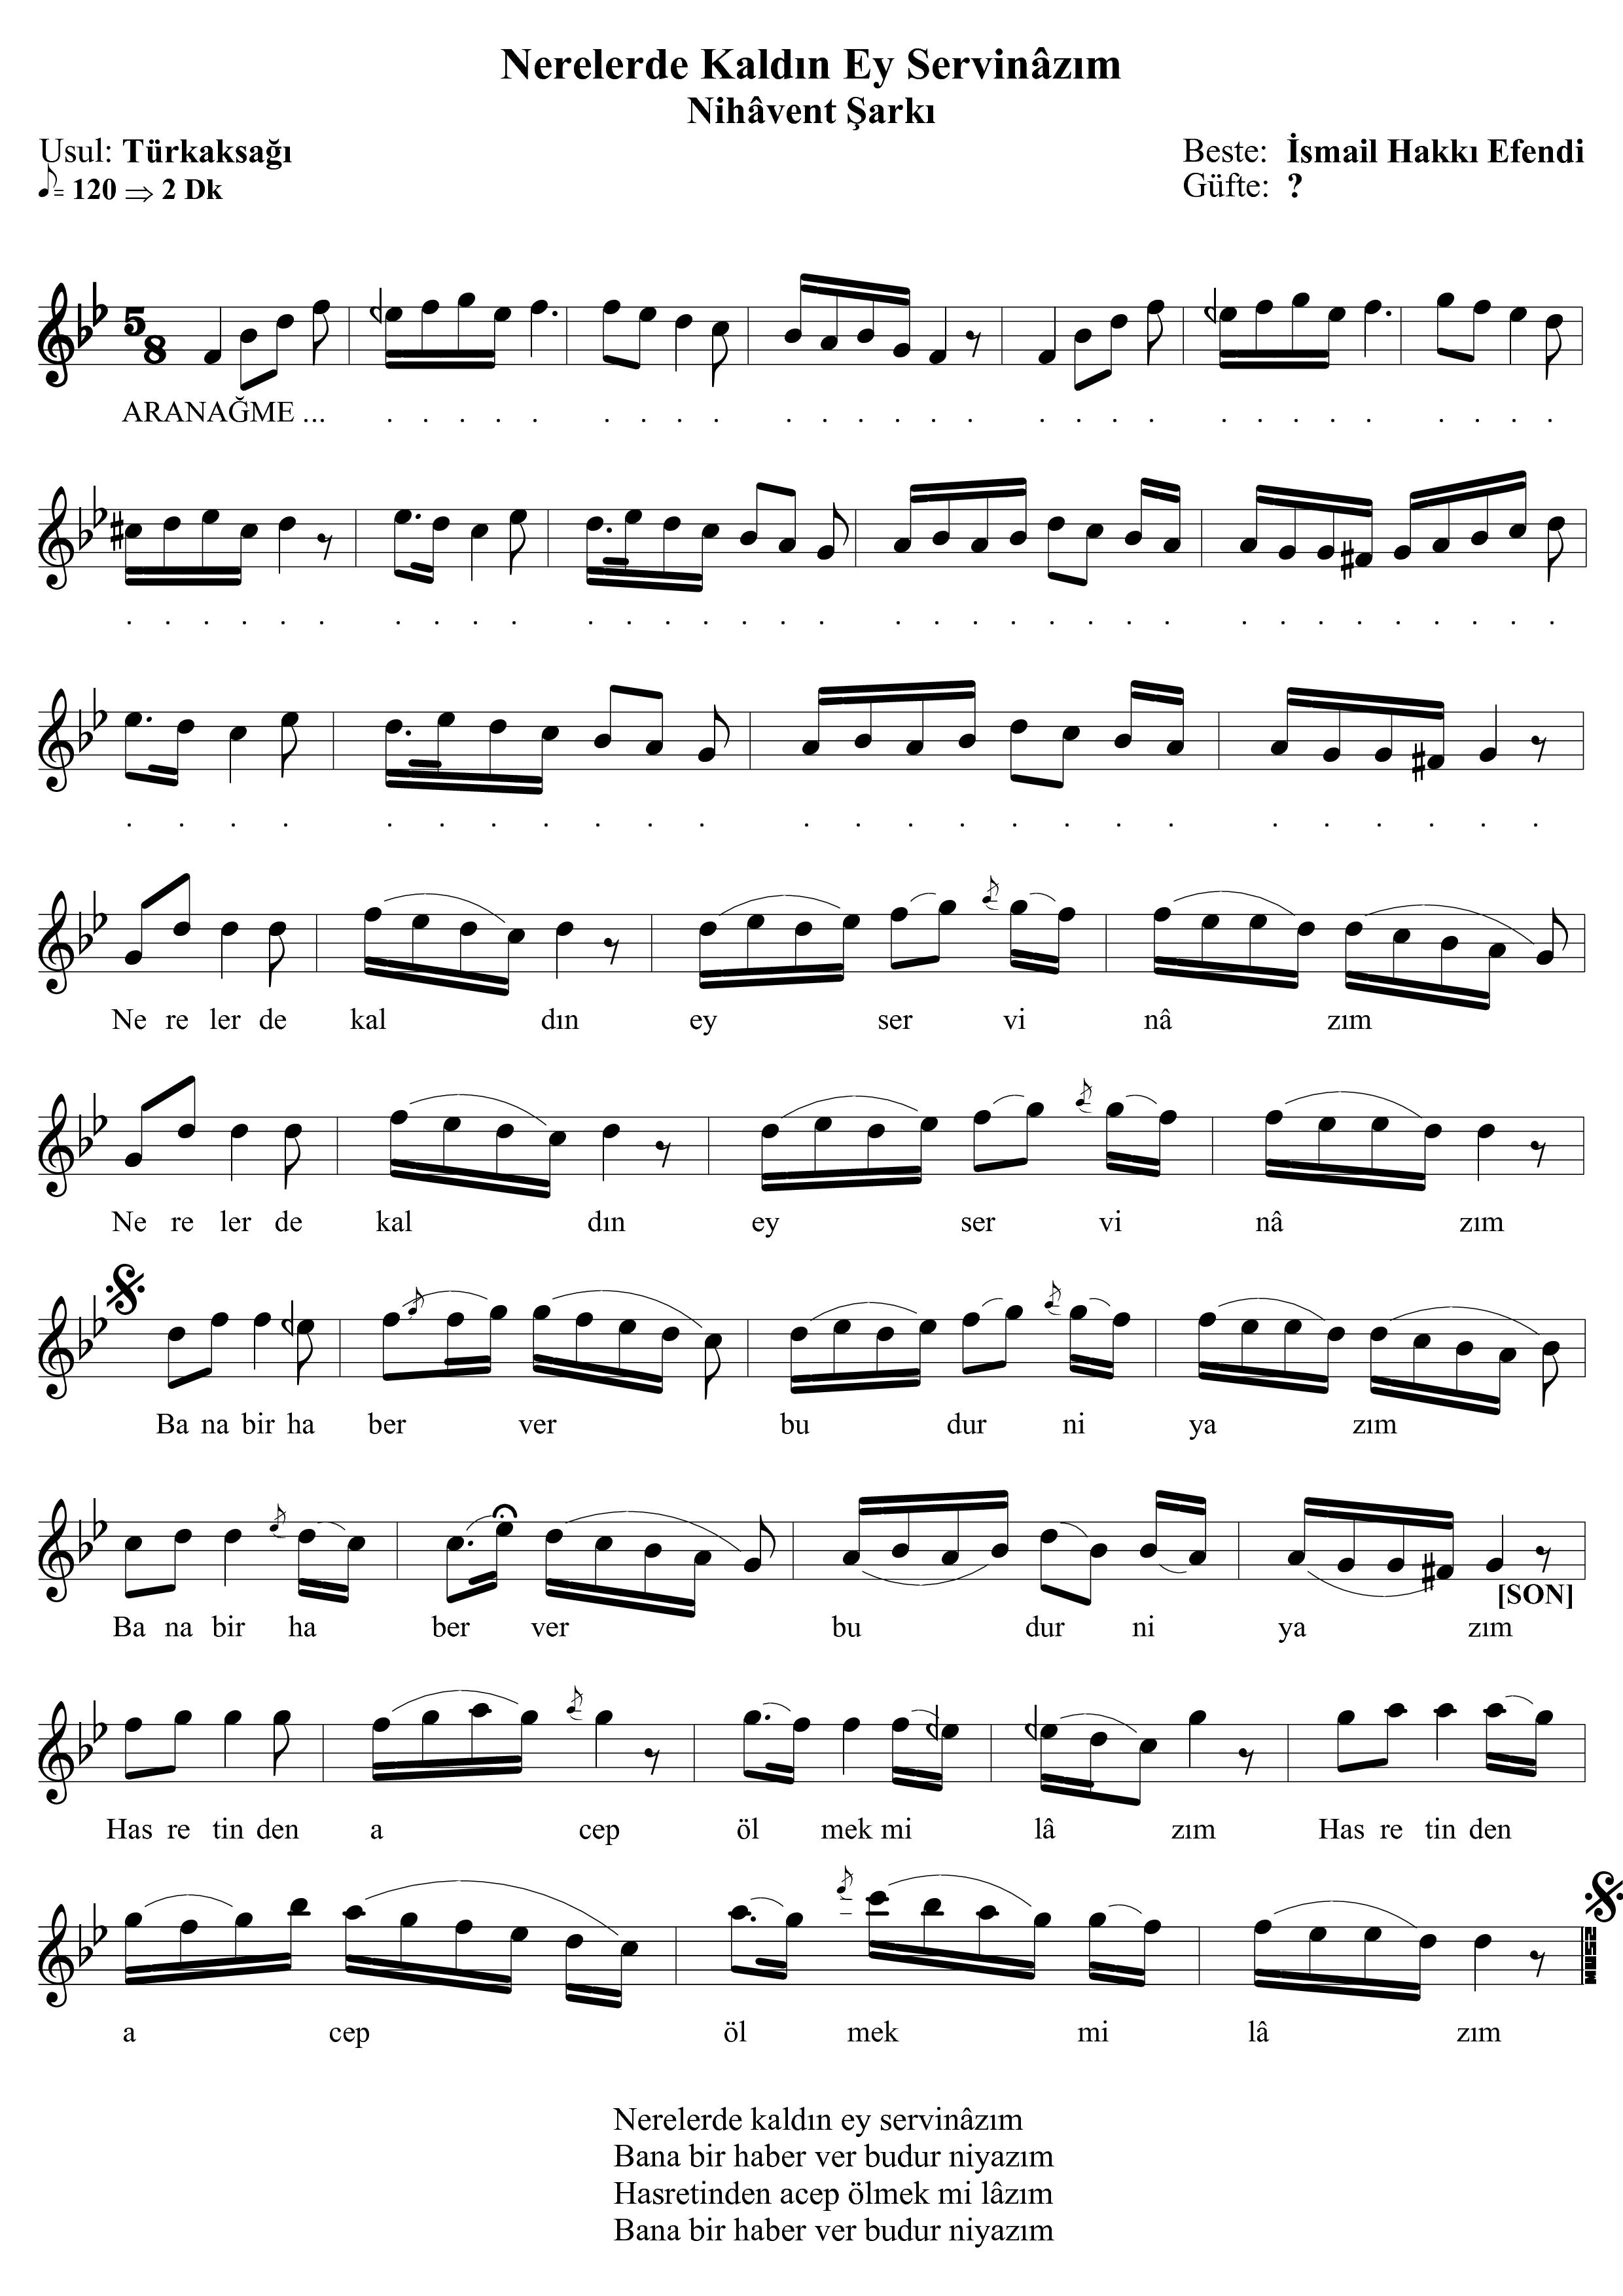 Nerelerde Kaldın Ey Servinâzım
Nihâvent Şarkı
Usul: Türkaksağı
Beste: İsmail Hakkı Efendi
♪= 120 ⇒ 2 Dk
Güfte: ?
5
8
ARANAĞME ... . . . . . . . . . . . . . . . . . . . . . . . . . . . .
. . . . . . . . . . . . . . . . . . . . . . . . . . . . . . . . . .
. . . . . . . . . . . . . . . . . . . . . . . . .
Ne re ler de kal dın ey ser vi nâ zım
Ne re ler de kal dın ey ser vi nâ zım
Ba na bir ha ber ver bu dur ni ya zım
[SON]
Ba na bir ha ber ver bu dur ni ya zım
Has re tin den a cep öl mek mi lâ zım Has re tin den
MUS2
a cep öl mek mi lâ zım
Nerelerde kaldın ey servinâzım
Bana bir haber ver budur niyazım
Hasretinden acep ölmek mi lâzım
Bana bir haber ver budur niyazım